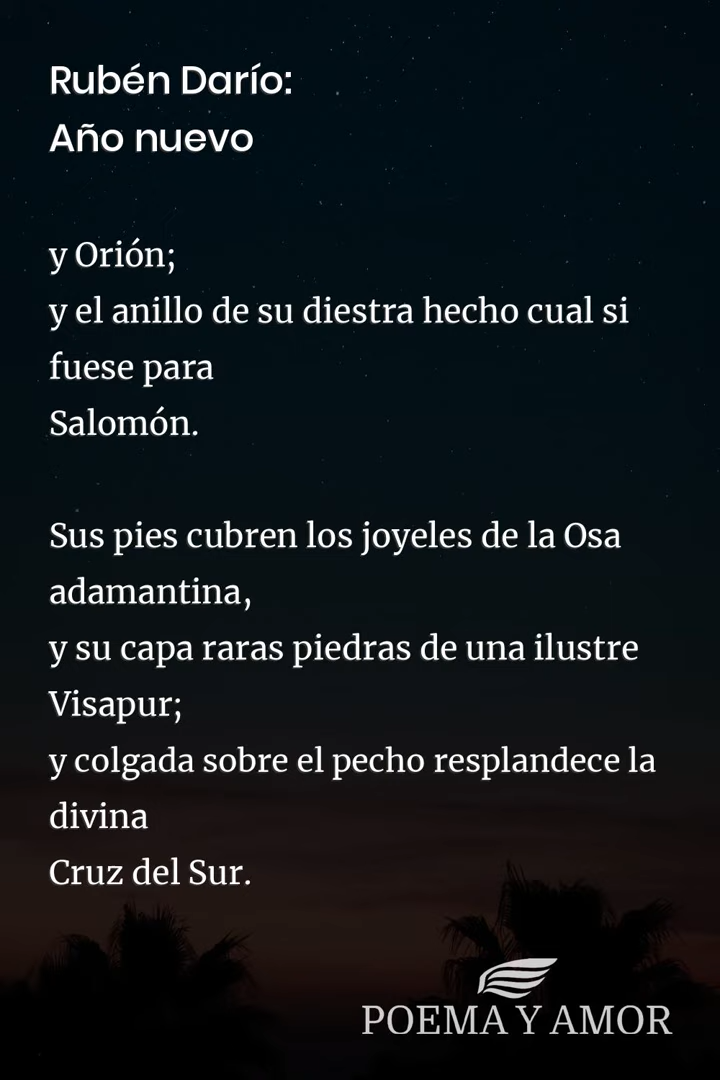 Rubén Darío:
Año nuevo
y Orión;
y el anillo de su diestra hecho cual si
fuese para
Salomón.
Sus pies cubren los joyeles de la Osa
adamantina,
y su capa raras piedras de una ilustre
Visapur;
y colgada sobre el pecho resplandece la
divina
Cruz del Sur.
POEMA Y AMOR